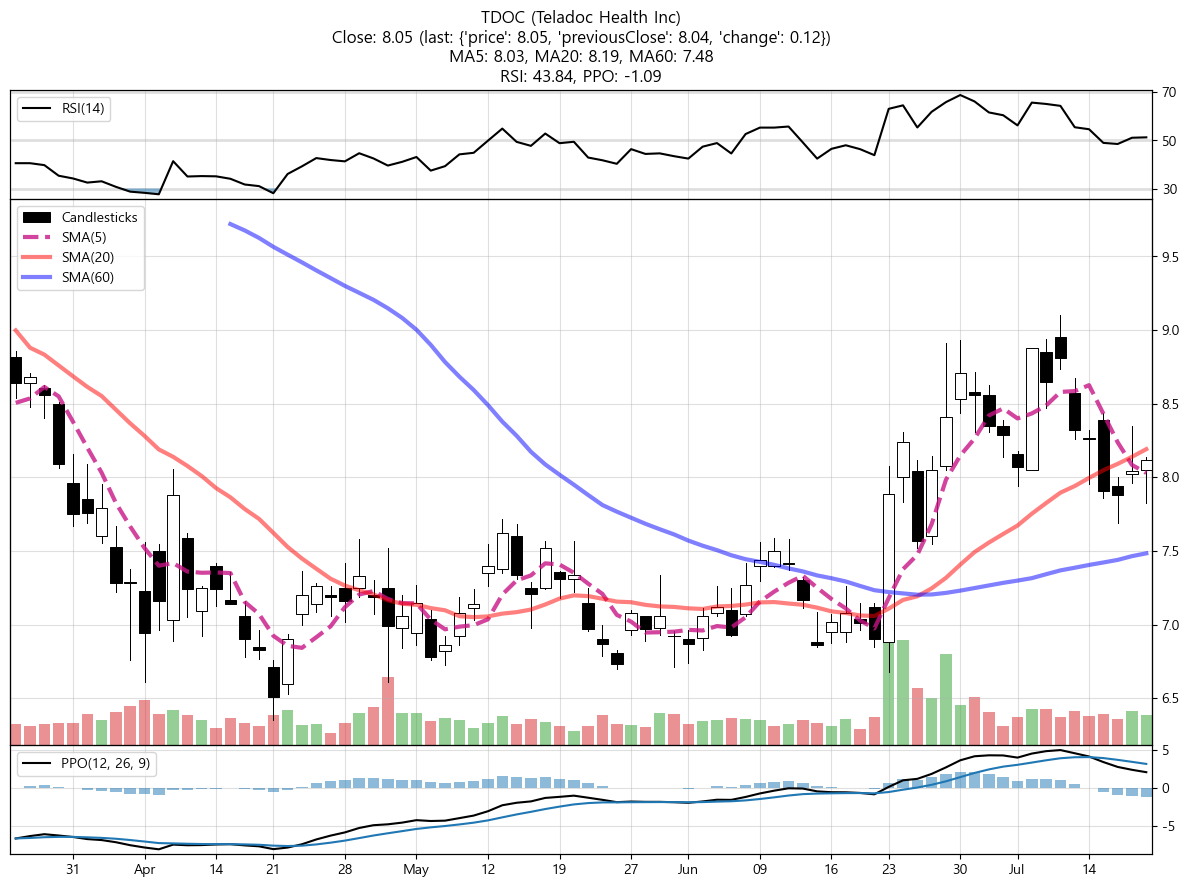 TDOC (Teladoc Health Inc)
Close: 8.05 (last: {'price': 8.05, 'previousClose': 8.04, 'change': 0.12})
MA5: 8.03, MA20: 8.19, MA60: 7.48
RSI: 43.84, PPO: -1.09
RSI(14)
70
50
30
Candlesticks
SMA(5)
SMA(20)
SMA(60)
9.5
9.0
8.5
8.0
7.5
7.0
6.5
PPO(12, 26, 9)
5
0
-5
31 Apr 14 21 28 May 12 19 27 Jun 09 16 23 30 Jul 14